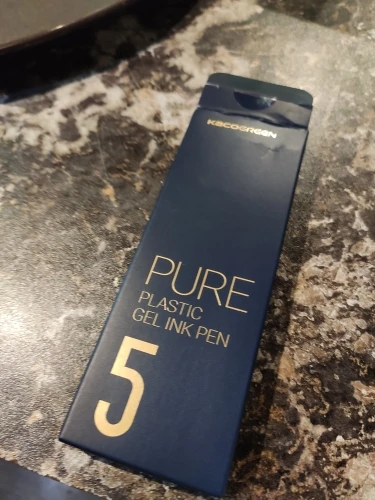 KACOGREEN
PURE
PLASTIC
GEL INK PEN
5